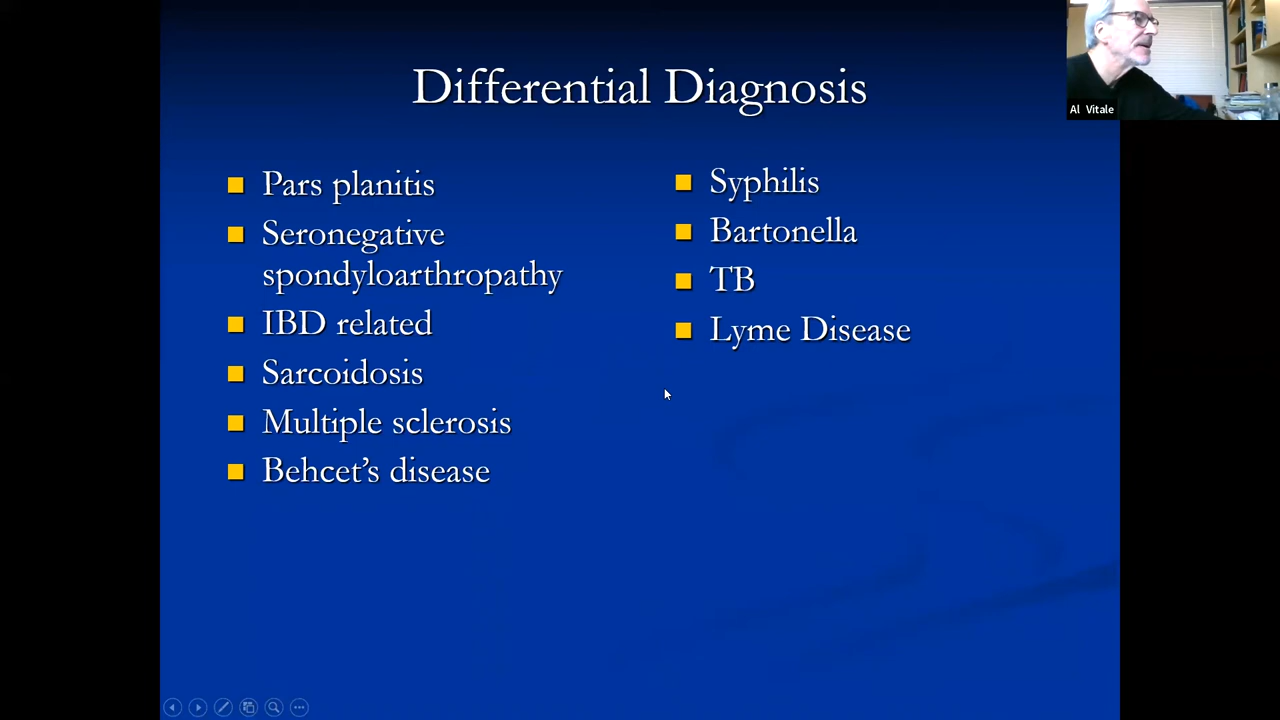 Differential Diagnosis
Pars planitis
Seronegative
spondyloarthropathy
IBD related
Sarcoidosis
Multiple sclerosis
Behcet’s disease
Syphilis
Bartonella
TB
Lyme Disease
Al Vitale